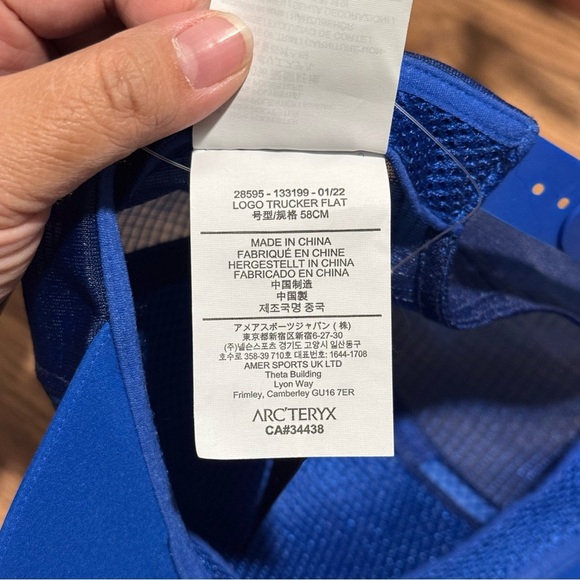 28595 - 133199 - 01/22
LOGO TRUCKER FLAT
号型/规格 58CM
MADE IN CHINA
FABRIQUÉ EN CHINE
HERGESTELLT IN CHINA
FABRICADO EN CHINA
中国制造
中国製
제조국명 중국
アメアスポーツジャパン (株)
東京都新宿区新宿6-27-30
(주)넬슨스포츠 경기도 고양시 일산동구
호수로 358-39 710호 대표번호: 1644-1708
AMER SPORTS UK LTD
Theta Building
Lyon Way
Frimley, Camberley GU16 7ER
ARC'TERYX
CA#34438